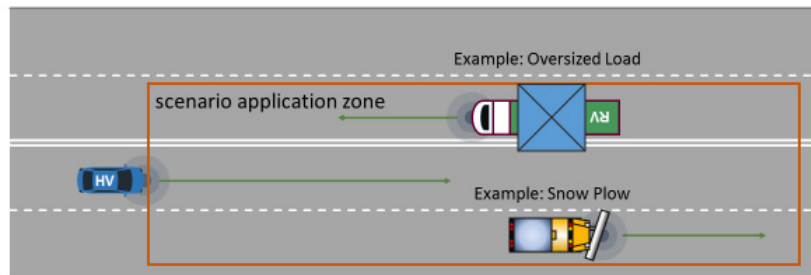 Example: Oversized Load
scenario application zone
RV
HV
Example: Snow Plow